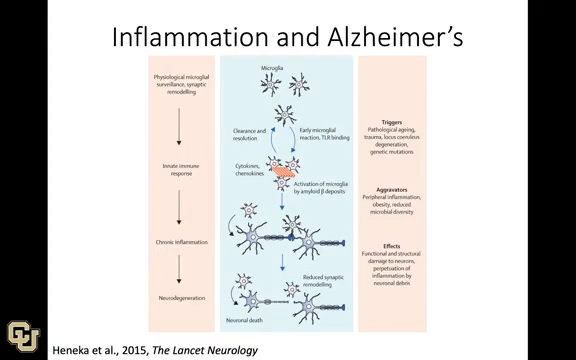 Inflammation and Alzheimer's
Physiological microglial
surveillance, synaptic
remodelling
Innate immune
response
Chronic inflammation
Neurodegeneration
Microglia
Clearance and
resolution
Early microglial
reaction, TLR binding
Cytokines,
chemokines
Activation of microglia
by amyloid β deposits
Reduced synaptic
remodelling
Neuronal death
Triggers
Pathological ageing,
trauma, locus coeruleus
degeneration,
genetic mutations
Aggravators
Peripheral inflammation,
obesity, reduced
microbial diversity
Effects
Functional and structural
damage to neurons,
perpetuation of
inflammation by
neuronal debris
CU
Heneka et al., 2015, The Lancet Neurology